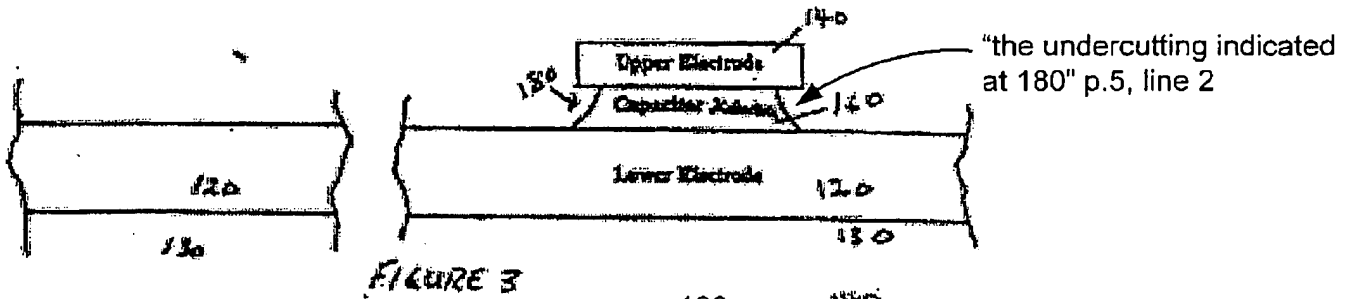 140
"the undercutting indicated
at 180" p.5, line 2
Upper Electrode
180
Capacitor
160
Lower Electrode
120
120
130
130
FIGURE 3